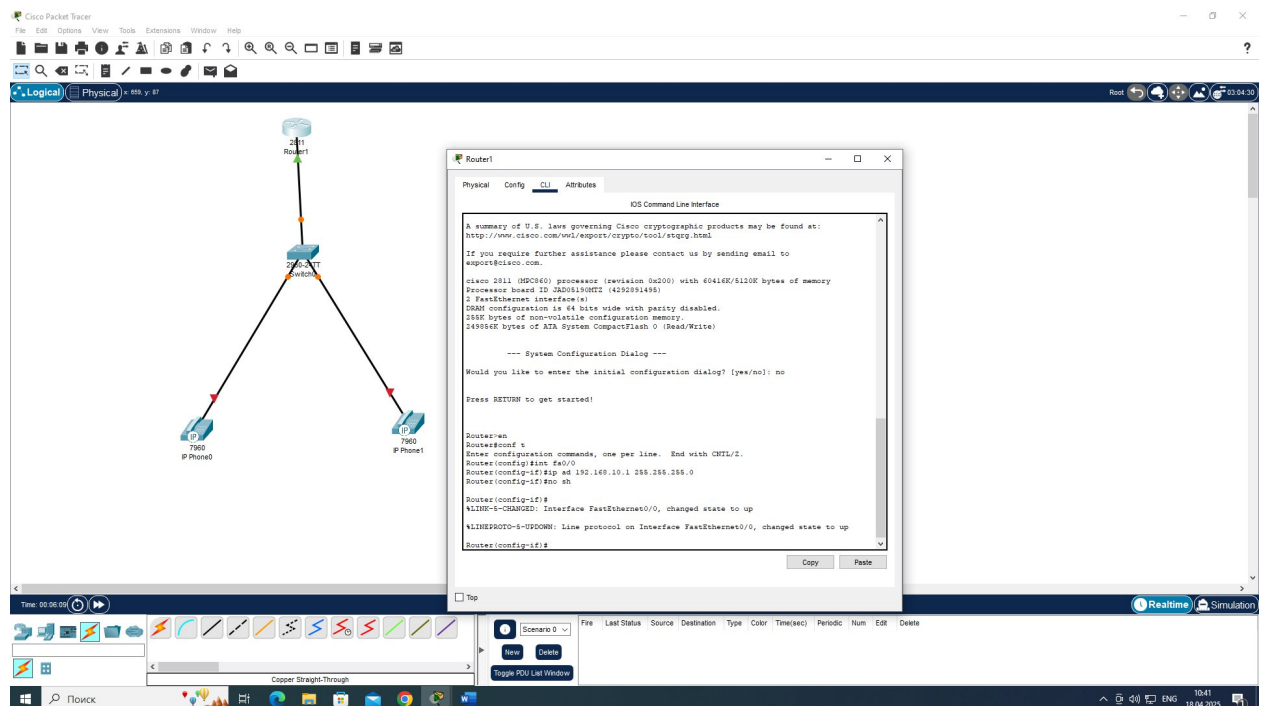 Cisco Packet Tracer
File Edit Options View Tools Extensions Window Help
?
Logical Physical x: 659, y: 87
Root 03:04:30
2811
Router1
2950-24TT
Switch0
IP
7960
IP Phone0
IP
7960
IP Phone1
Router1
Physical Config CLI Attributes
IOS Command Line Interface
A summary of U.S. laws governing Cisco cryptographic products may be found at:
http://www.cisco.com/wwl/export/crypto/tool/stqrg.html
If you require further assistance please contact us by sending email to
export@cisco.com.
cisco 2811 (MPC860) processor (revision 0x200) with 60416K/5120K bytes of memory
Processor board ID JAD05190MTZ (4292891495)
2 FastEthernet interface(s)
DRAM configuration is 64 bits wide with parity disabled.
255K bytes of non-volatile configuration memory.
249856K bytes of ATA System CompactFlash 0 (Read/Write)
--- System Configuration Dialog ---
Would you like to enter the initial configuration dialog? [yes/no]: no
Press RETURN to get started!
Router>en
Router#conf t
Enter configuration commands, one per line. End with CNTL/Z.
Router(config)#int fa0/0
Router(config-if)#ip ad 192.168.10.1 255.255.255.0
Router(config-if)#no sh
Router(config-if)#
%LINK-5-CHANGED: Interface FastEthernet0/0, changed state to up
%LINEPROTO-5-UPDOWN: Line protocol on Interface FastEthernet0/0, changed state to up
Router(config-if)#
Copy Paste
Top
Time: 00:06:09
Realtime Simulation
Scenario 0
New Delete
Toggle PDU List Window
Fire Last Status Source Destination Type Color Time(sec) Periodic Num Edit Delete
Copper Straight-Through
Поиск
ENG
10:41
18.04.2025